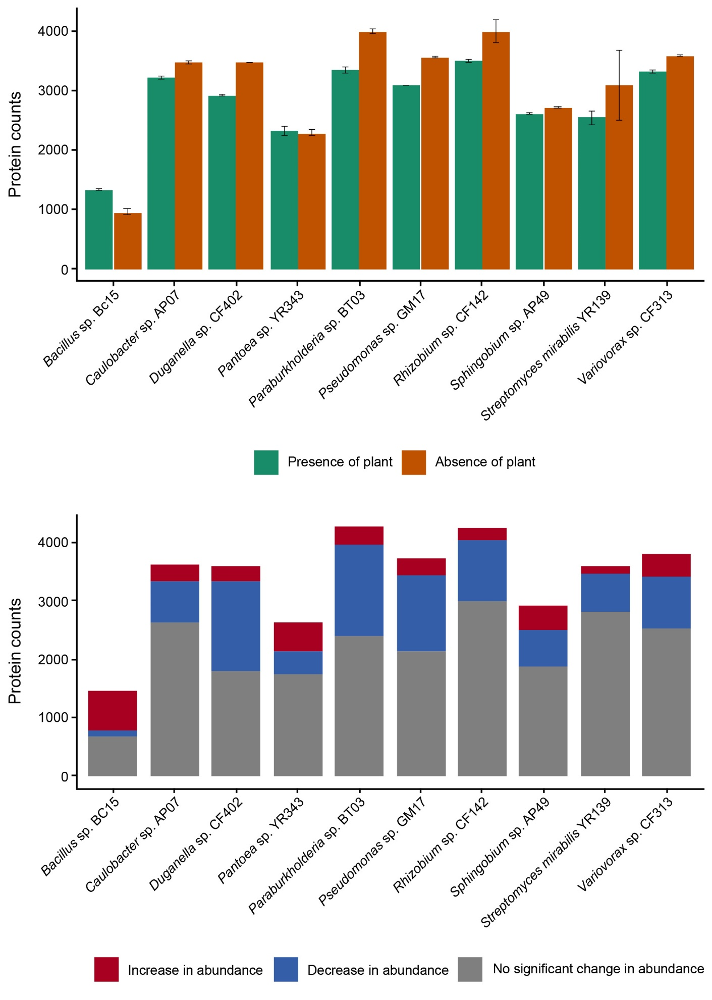 4000
3000
2000
1000
0
Protein counts
Bacillus sp. Bc15
Caulobacter sp. AP07
Duganella sp. CF402
Pantoea sp. YR343
Paraburkholderia sp. BT03
Pseudomonas sp. GM17
Rhizobium sp. CF142
Sphingobium sp. AP49
Streptomyces mirabilis YR139
Variovorax sp. CF313
Presence of plant
Absence of plant
4000
3000
2000
1000
0
Protein counts
Bacillus sp. BC15
Caulobacter sp. AP07
Duganella sp. CF402
Pantoea sp. YR343
Paraburkholderia sp. BT03
Pseudomonas sp. GM17
Rhizobium sp. CF142
Sphingobium sp. AP49
Streptomyces mirabilis YR139
Variovorax sp. CF313
Increase in abundance
Decrease in abundance
No significant change in abundance